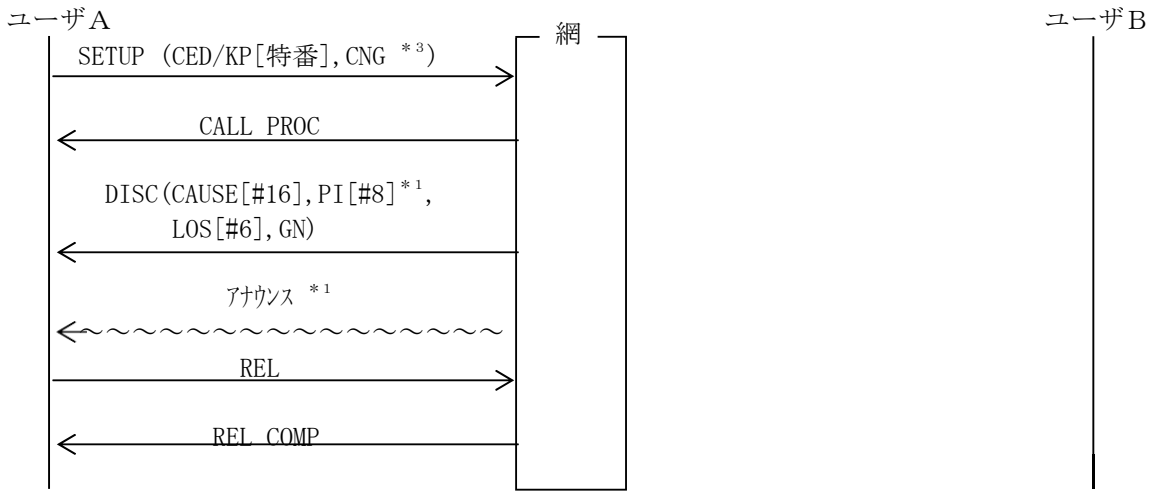 ユーザA
網
ユーザB
SETUP (CED/KP[特番],CNG *3)
CALL PROC
DISC(CAUSE[#16],PI[#8]*1,
LOS[#6],GN)
アナウンス *1
REL
REL COMP